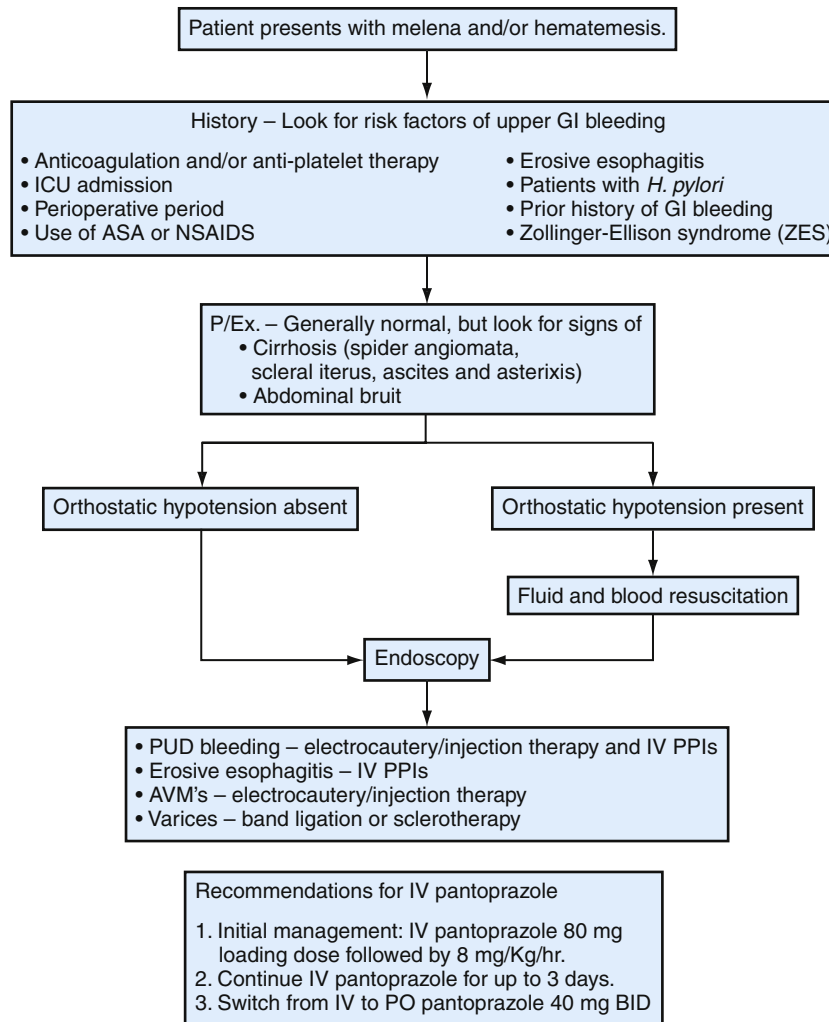 Patient presents with melena and/or hematemesis.
History – Look for risk factors of upper GI bleeding
• Anticoagulation and/or anti-platelet therapy
• ICU admission
• Perioperative period
• Use of ASA or NSAIDS
• Erosive esophagitis
• Patients with H. pylori
• Prior history of GI bleeding
• Zollinger-Ellison syndrome (ZES)
P/Ex. – Generally normal, but look for signs of
• Cirrhosis (spider angiomata,
scleral iterus, ascites and asterixis)
• Abdominal bruit
Orthostatic hypotension absent
Orthostatic hypotension present
Fluid and blood resuscitation
Endoscopy
• PUD bleeding – electrocautery/injection therapy and IV PPIs
• Erosive esophagitis – IV PPIs
• AVM's – electrocautery/injection therapy
• Varices – band ligation or sclerotherapy
Recommendations for IV pantoprazole
1. Initial management: IV pantoprazole 80 mg
loading dose followed by 8 mg/Kg/hr.
2. Continue IV pantoprazole for up to 3 days.
3. Switch from IV to PO pantoprazole 40 mg BID